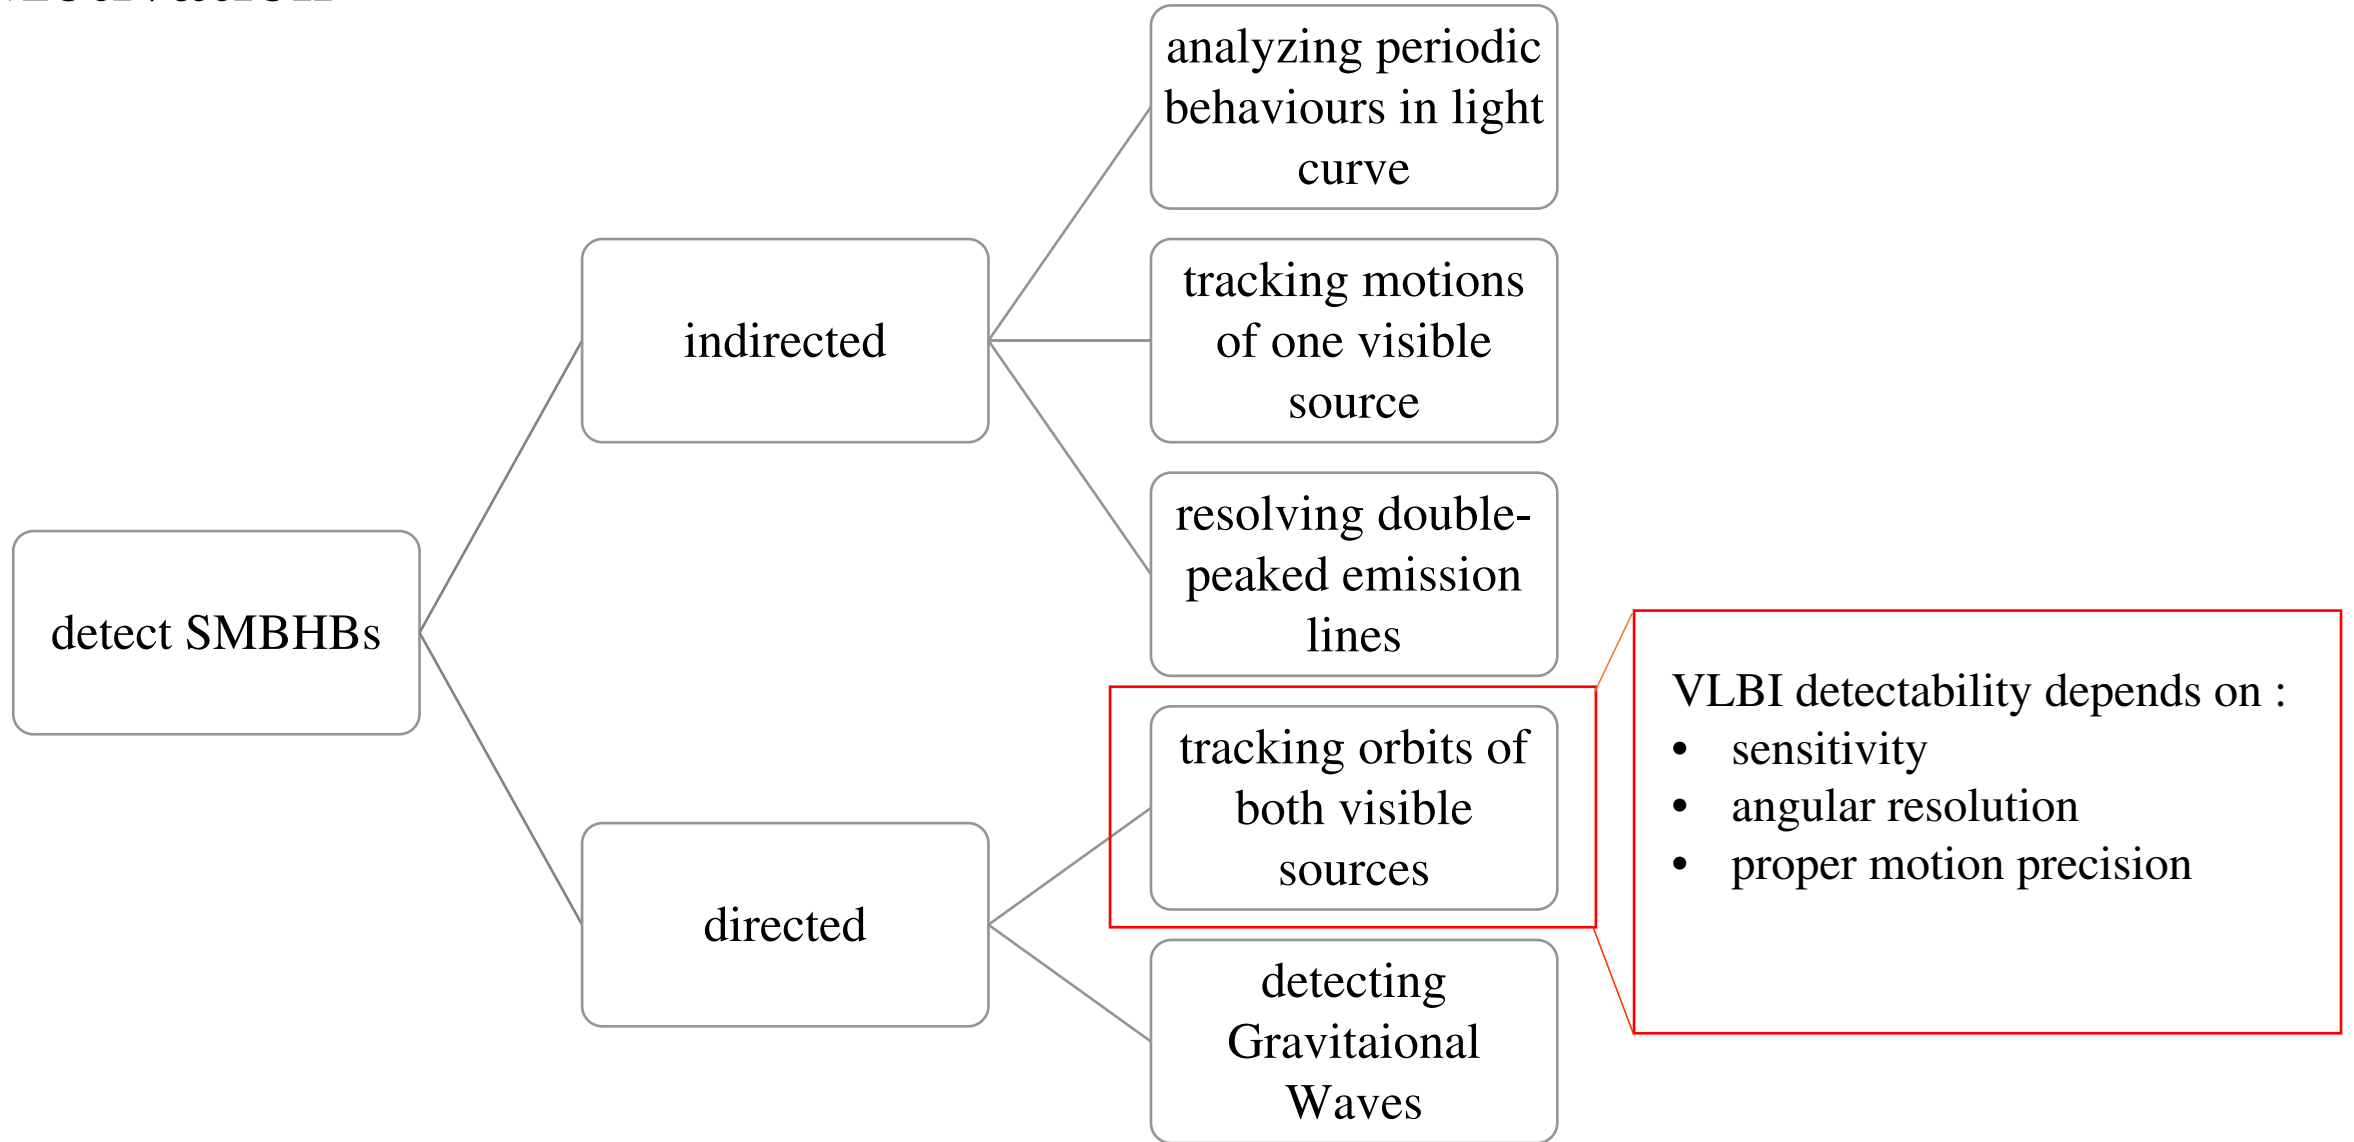 analyzing periodic
behaviours in light
curve
tracking motions
of one visible
source
indirected
resolving double-
peaked emission
lines
detect SMBHBs
tracking orbits of
both visible
sources
directed
detecting
Gravitaional
Waves
VLBI detectability depends on :
• sensitivity
• angular resolution
• proper motion precision